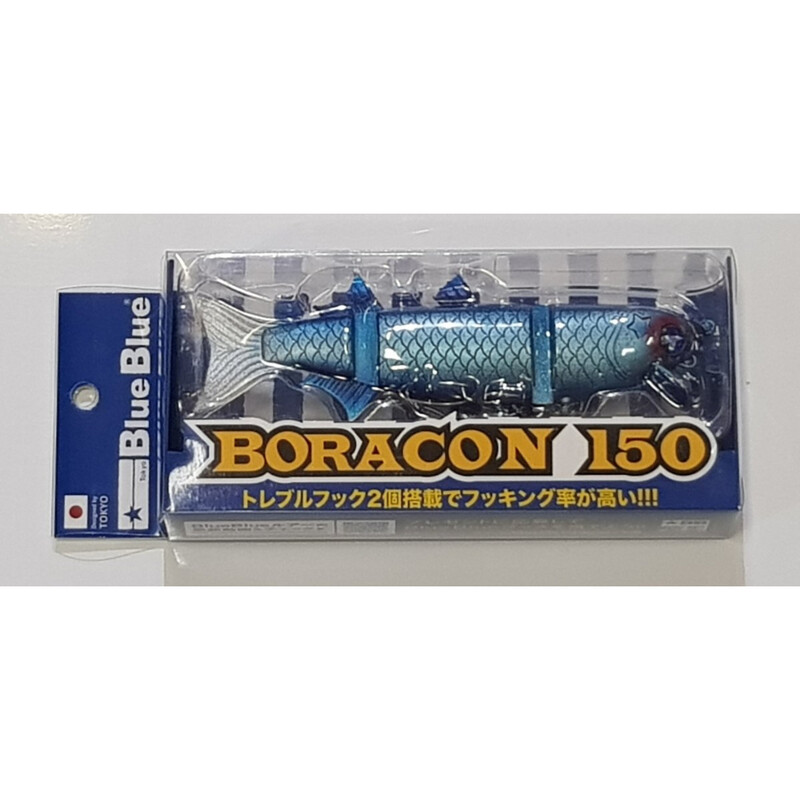 Blue Blue®
Tokyo
Designed by
TOKYO
BORACON 150
トレブルフック2個搭載でフッキング率が高い!!!
BlueBlue